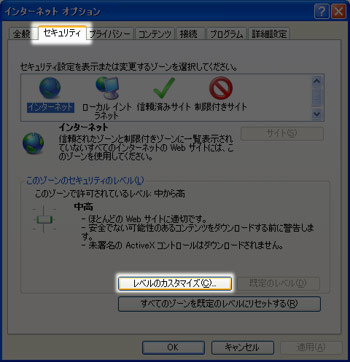 インターネット オプション
全般
セキュリティ
プライバシー
コンテンツ
接続
プログラム
詳細設定
セキュリティ設定を表示または変更するゾーンを選択してください。
インターネット
ローカル イントラネット
信頼済みサイト
制限付きサイト
インターネット
信頼されたゾーンと制限付きゾーンに一覧表示され
ていないすべてのインターネットの Web サイトには、こ
のゾーンを使用してください。
サイト(S)
このゾーンのセキュリティのレベル(L)
このゾーンで許可されているレベル: 中から高
中高
- ほとんどの Web サイトに適切です。
- 安全でない可能性のあるコンテンツをダウンロードする前に警告しま
す。
- 未署名の ActiveX コントロールはダウンロードされません。
レベルのカスタマイズ(C)...
既定のレベル(D)
すべてのゾーンを既定のレベルにリセットする(R)
OK
キャンセル
適用(A)